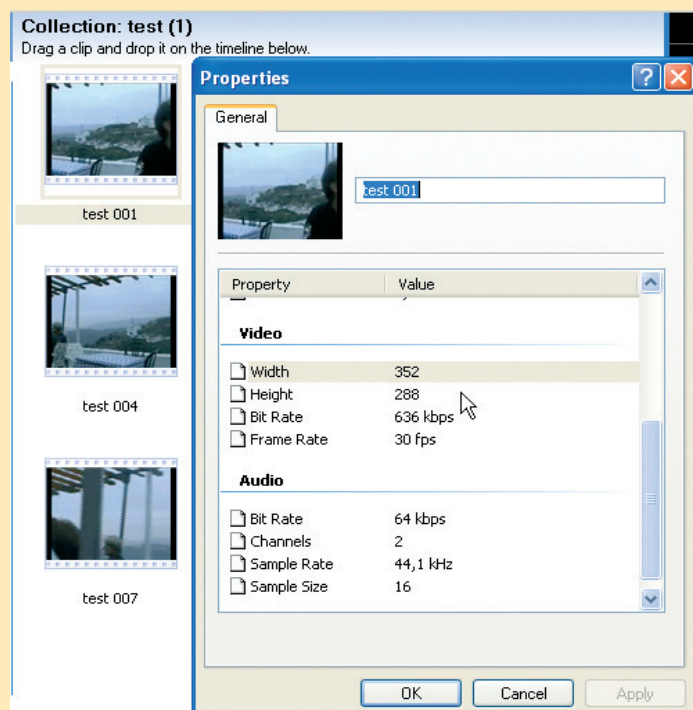 Collection: test (1)
Drag a clip and drop it on the timeline below.
test 001
test 004
test 007
Properties
General
test 001
Property Value
Video
Width 352
Height 288
Bit Rate 636 kbps
Frame Rate 30 fps
Audio
Bit Rate 64 kbps
Channels 2
Sample Rate 44,1 kHz
Sample Size 16
OK Cancel Apply